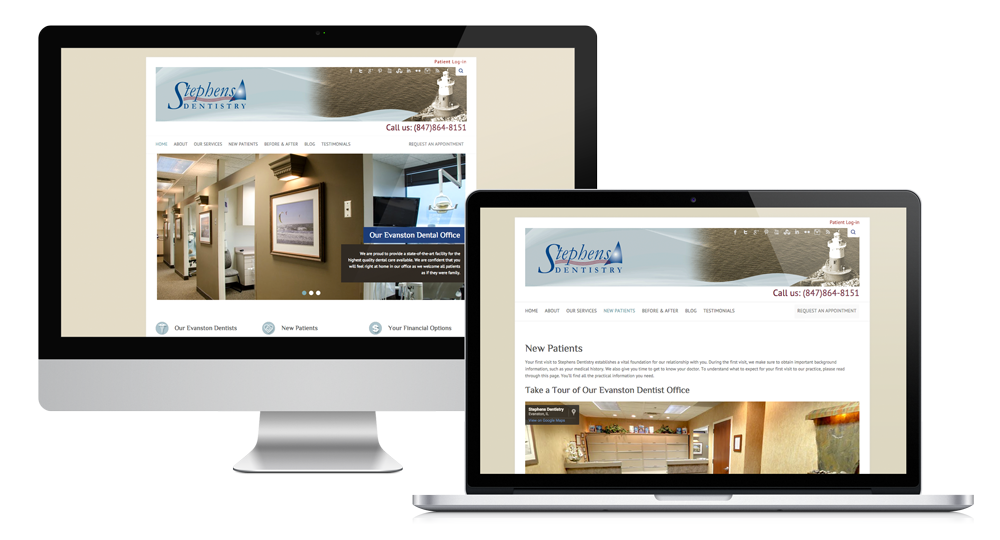 Patient Log-in
Stephens
DENTISTRY
Call us: (847)864-8151
HOME ABOUT OUR SERVICES NEW PATIENTS BEFORE & AFTER BLOG TESTIMONIALS REQUEST AN APPOINTMENT
Our Evanston Dental Office
We are proud to provide a state-of-the-art facility for the
highest quality dental care available. We are confident that you
will feel right at home in our office as we welcome all patients
as if they were family.
Our Evanston Dentists New Patients Your Financial Options
Patient Log-in
Stephens
DENTISTRY
Call us: (847)864-8151
HOME ABOUT OUR SERVICES NEW PATIENTS BEFORE & AFTER BLOG TESTIMONIALS REQUEST AN APPOINTMENT
New Patients
Your first visit to Stephens Dentistry establishes a vital foundation for our relationship with you. During the first visit, we make sure to obtain important background
information, such as your medical history. We also give you time to get to know your doctor. To understand what to expect for your first visit to our practice, please read
through this page. You'll find all the practical information you need.
Take a Tour of Our Evanston Dentist Office
Stephens Dentistry
Evanston, IL
View on Google Maps